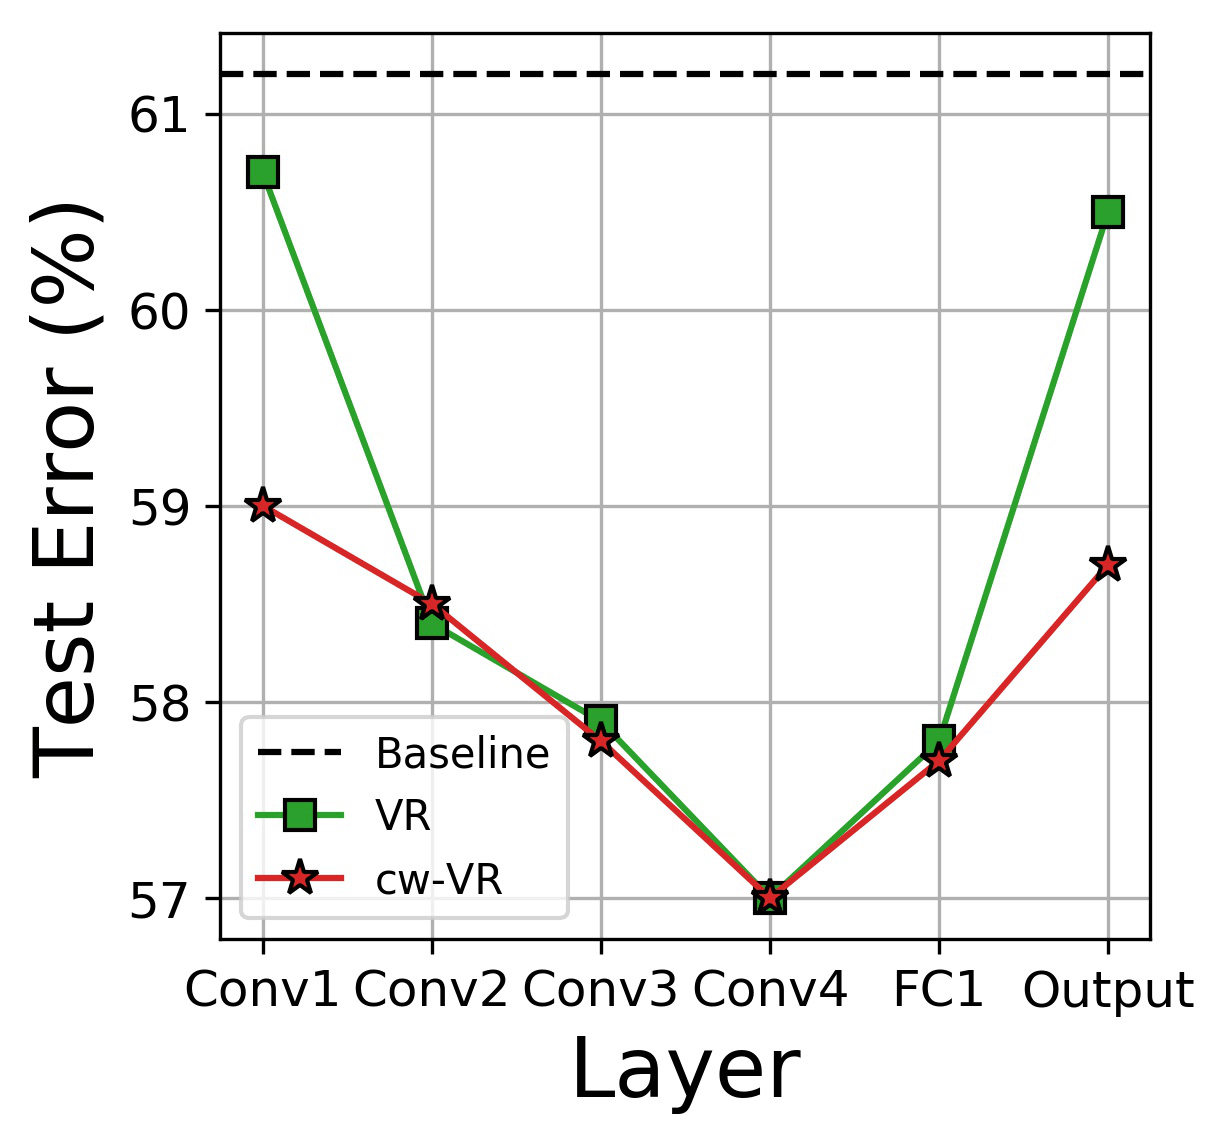 Test Error (%)
61
60
59
58
57
Baseline
VR
cw-VR
Conv1 Conv2 Conv3 Conv4 FC1 Output
Layer